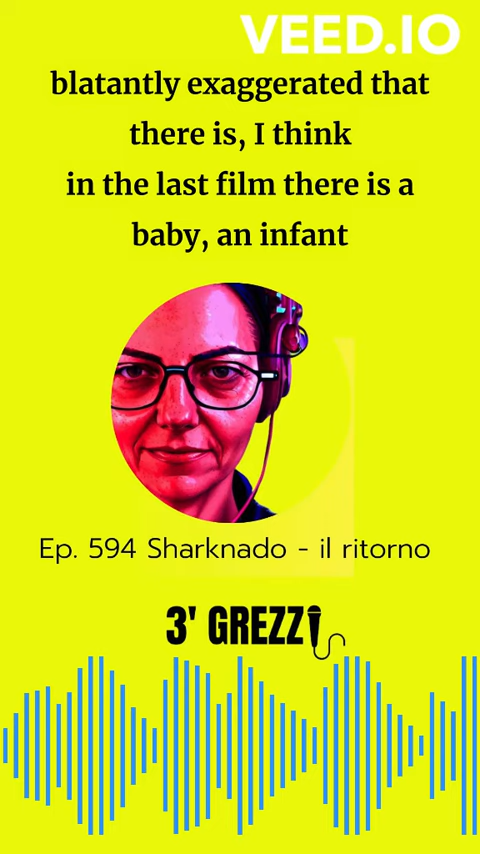 VEED.IO
blatantly exaggerated that
there is, I think
in the last film there is a
baby, an infant
Ep. 594 Sharknado - il ritorno
3' GREZZI